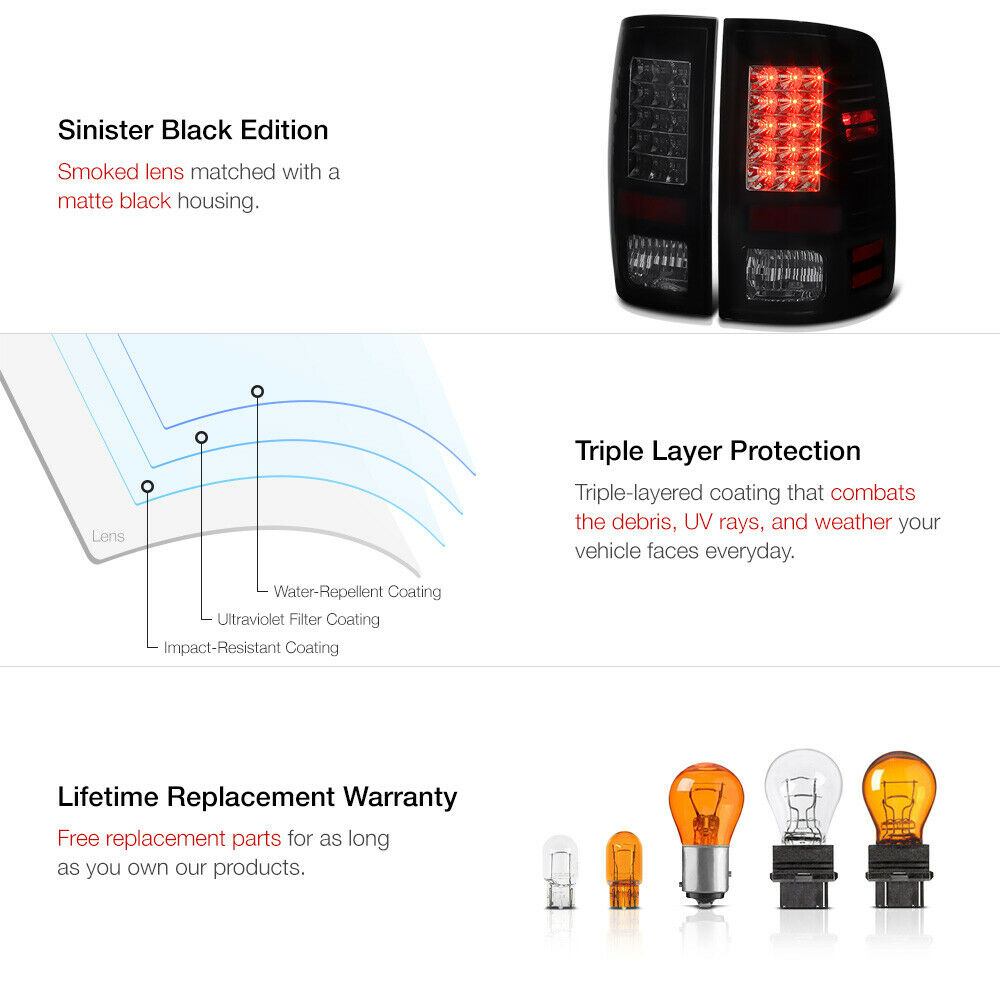 Sinister Black Edition
Smoked lens matched with a
matte black housing.
Lens
Water-Repellent Coating
Ultraviolet Filter Coating
Impact-Resistant Coating
Triple Layer Protection
Triple-layered coating that combats
the debris, UV rays, and weather your
vehicle faces everyday.
Lifetime Replacement Warranty
Free replacement parts for as long
as you own our products.